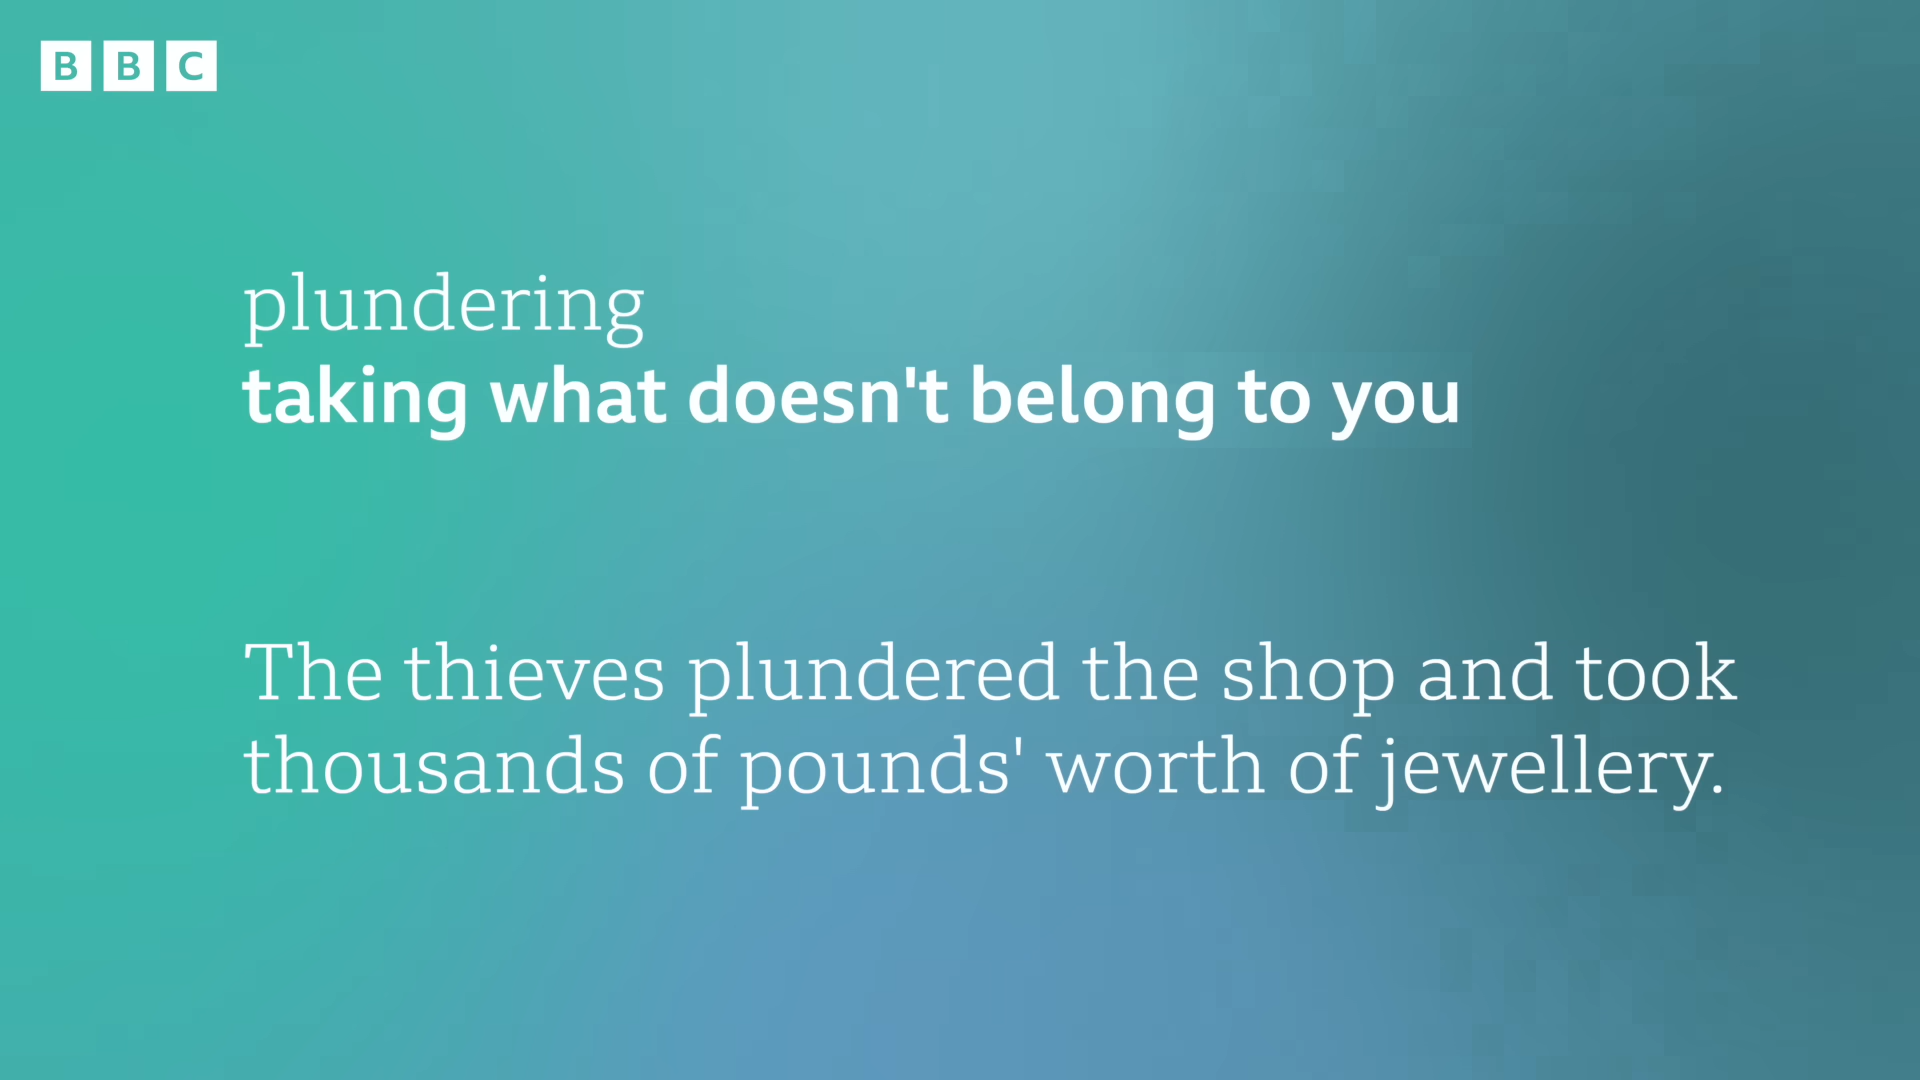 BBC
plundering
taking what doesn't belong to you
The thieves plundered the shop and took
thousands of pounds' worth of jewellery.